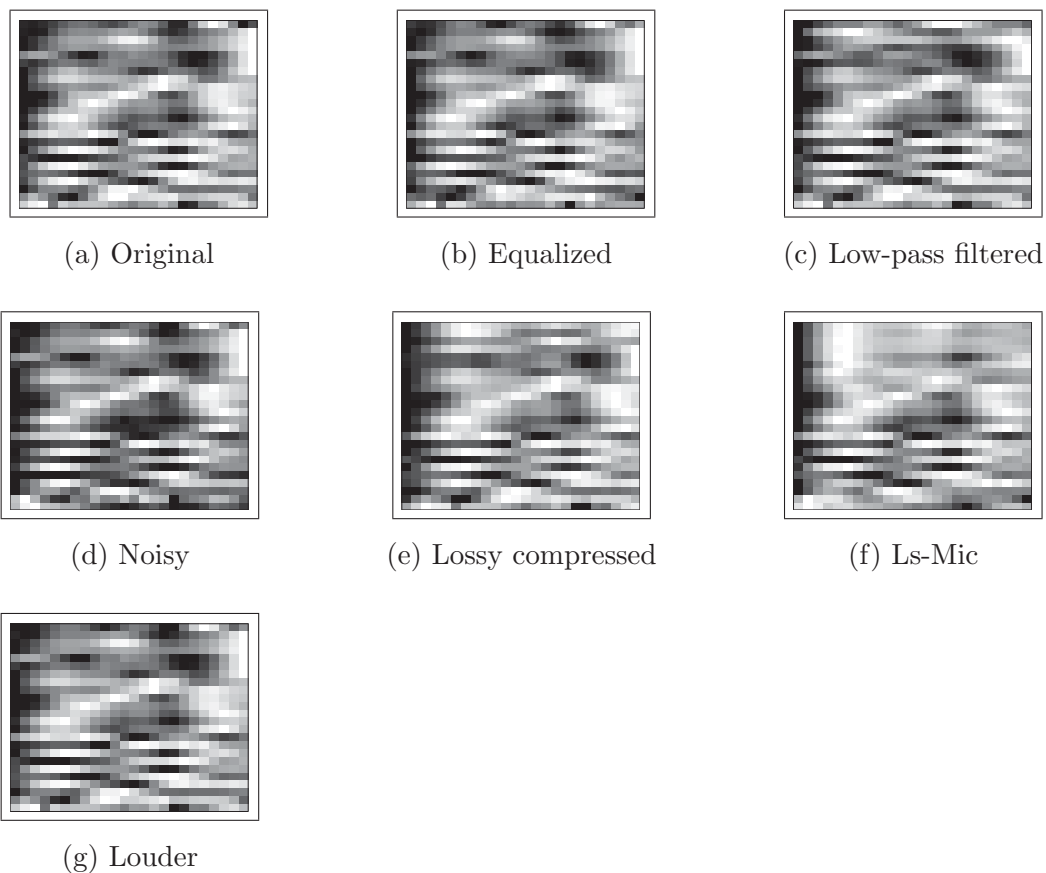 (a) Original
(b) Equalized
(c) Low-pass filtered
(d) Noisy
(e) Lossy compressed
(f) Ls-Mic
(g) Louder